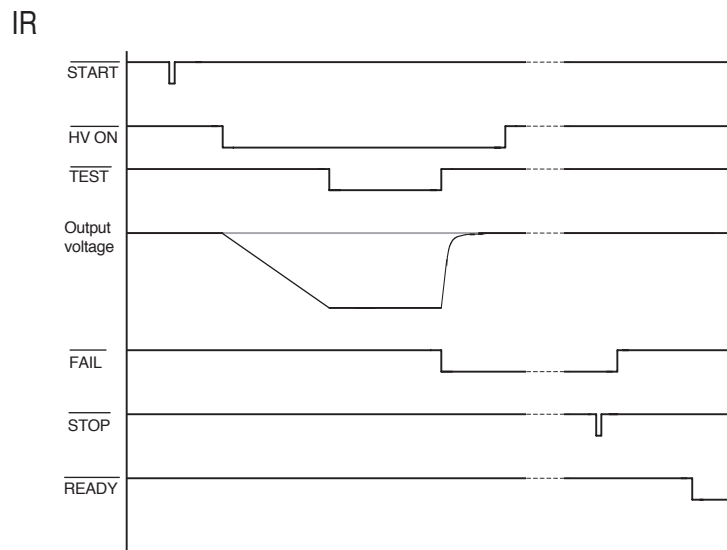 IR
START
HV ON
TEST
Output
voltage
FAIL
STOP
READY